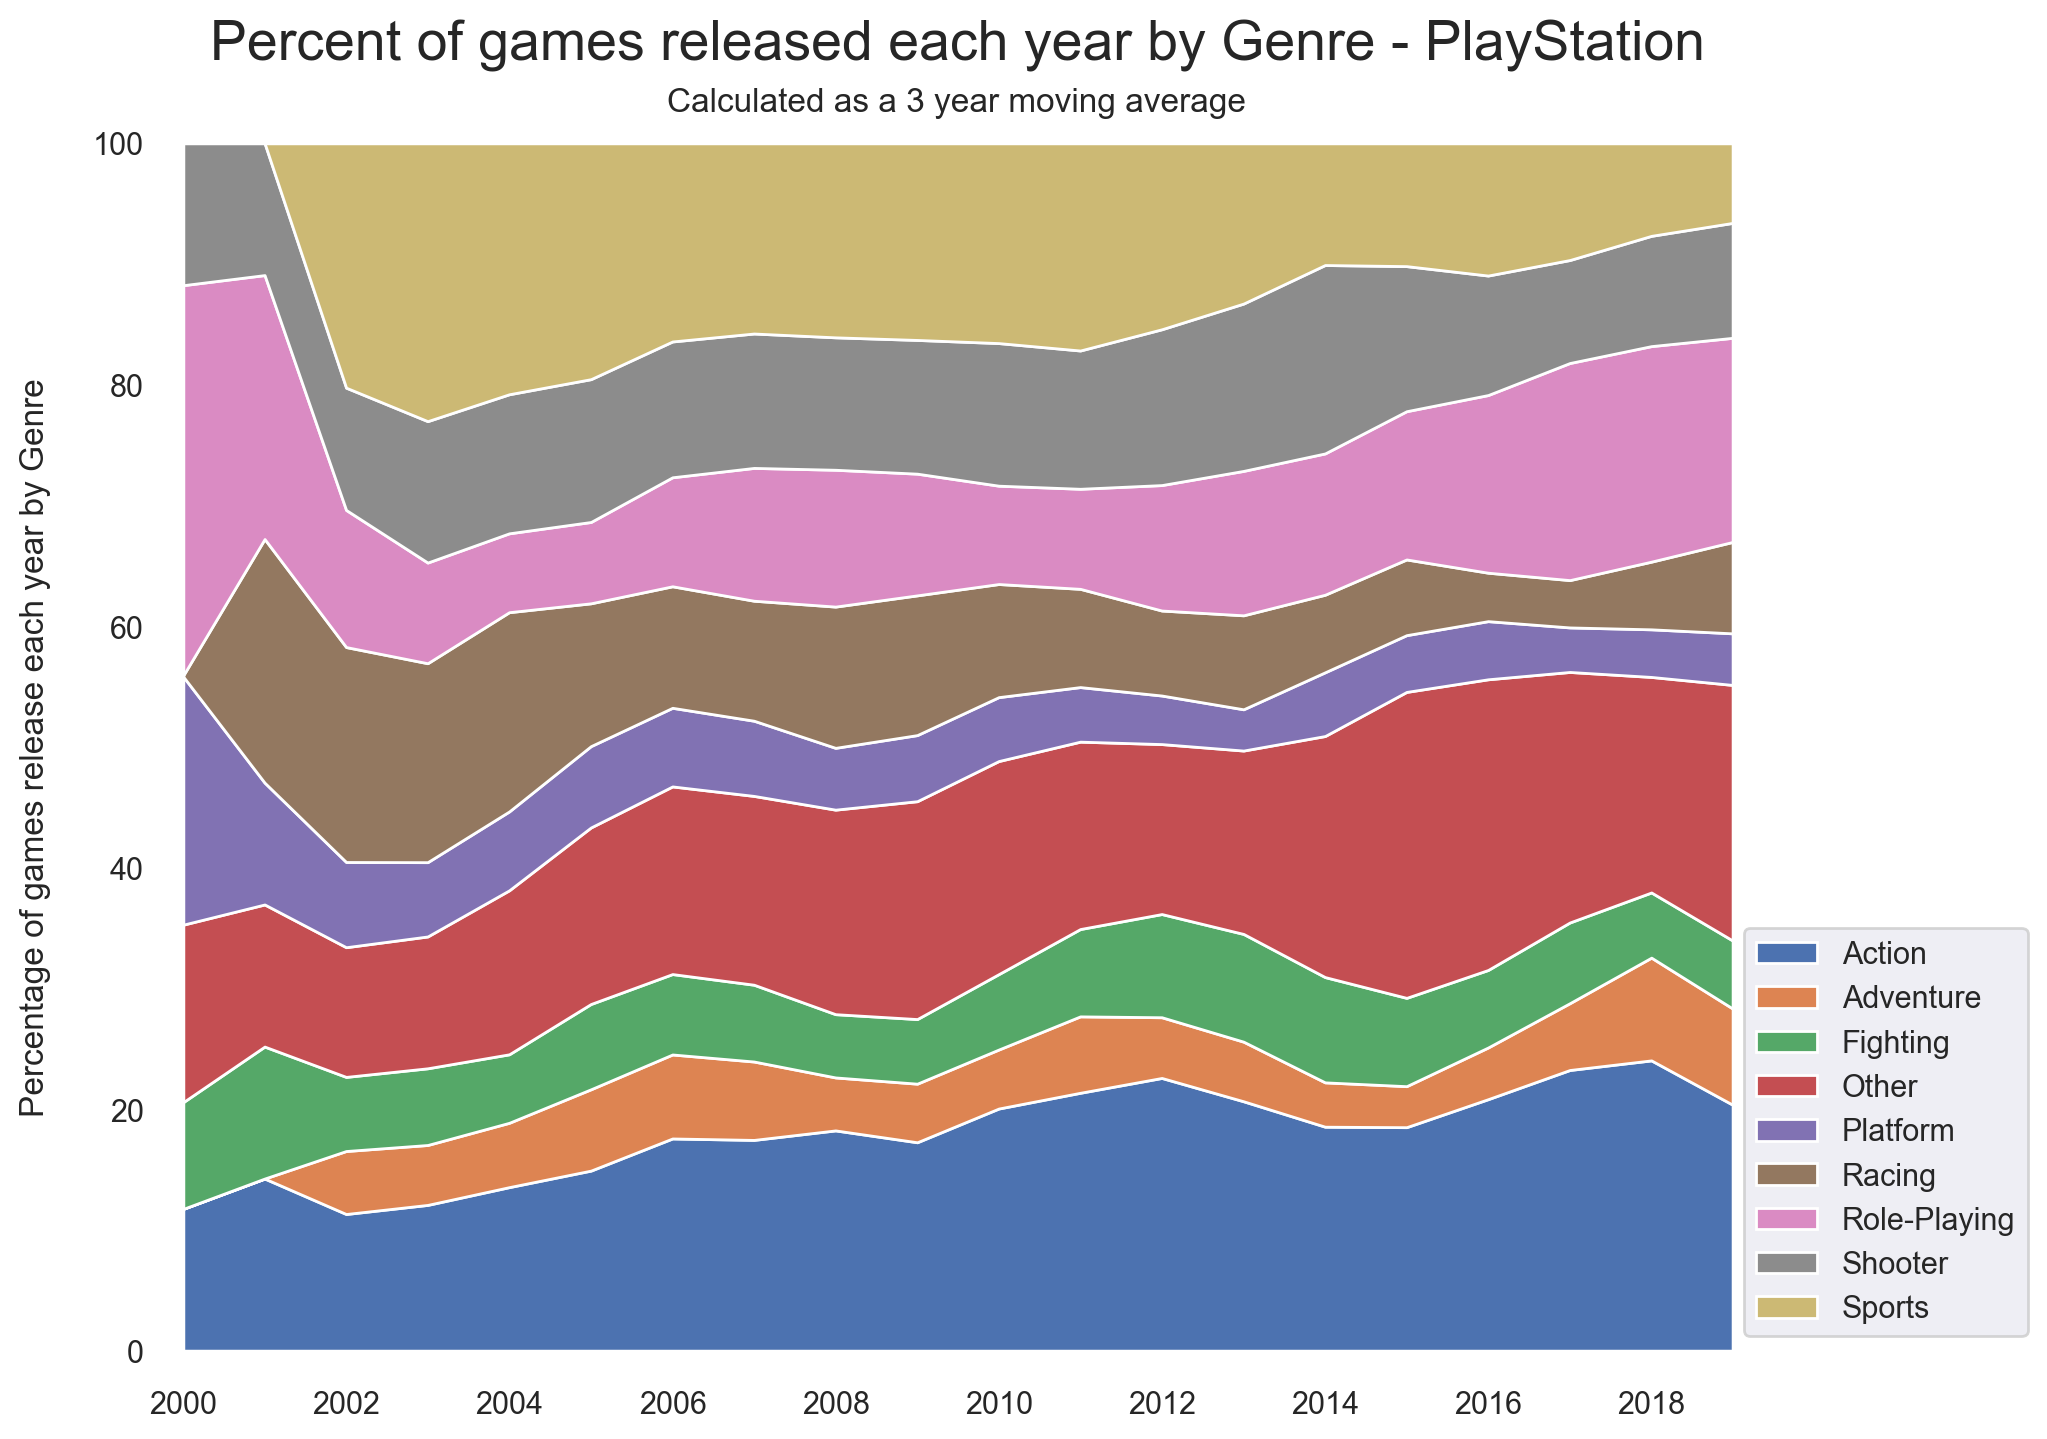 Percent of games released each year by Genre - PlayStation
Calculated as a 3 year moving average
Percentage of games release each year by Genre
100
80
60
40
20
0
2000 2002 2004 2006 2008 2010 2012 2014 2016 2018
Action
Adventure
Fighting
Other
Platform
Racing
Role-Playing
Shooter
Sports